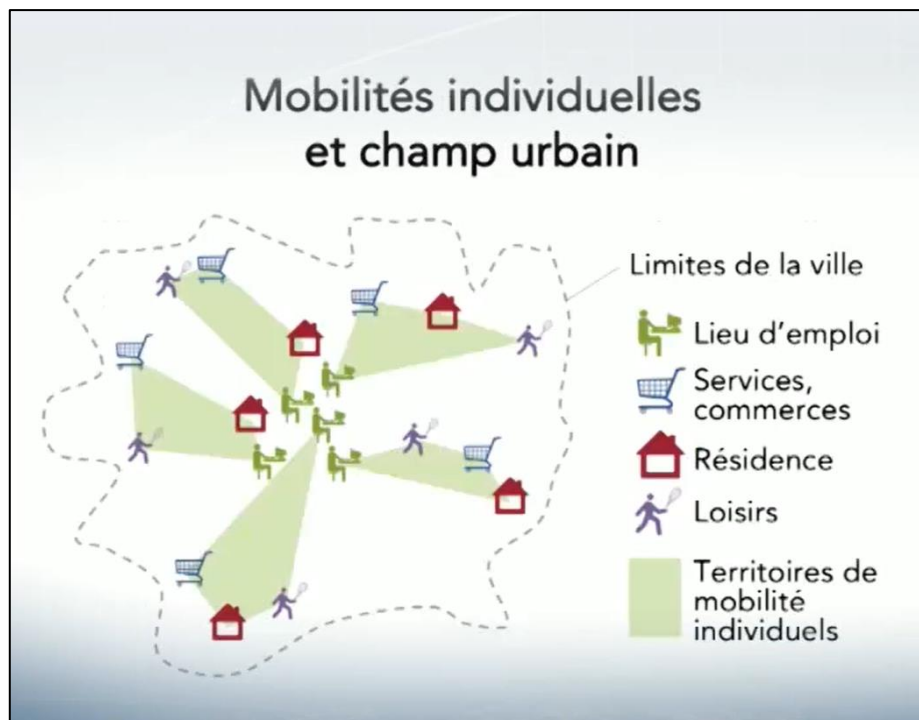 Mobilités individuelles
et champ urbain
Limites de la ville
Lieu d'emploi
Services,
commerces
Résidence
Loisirs
Territoires de
mobilité
individuels